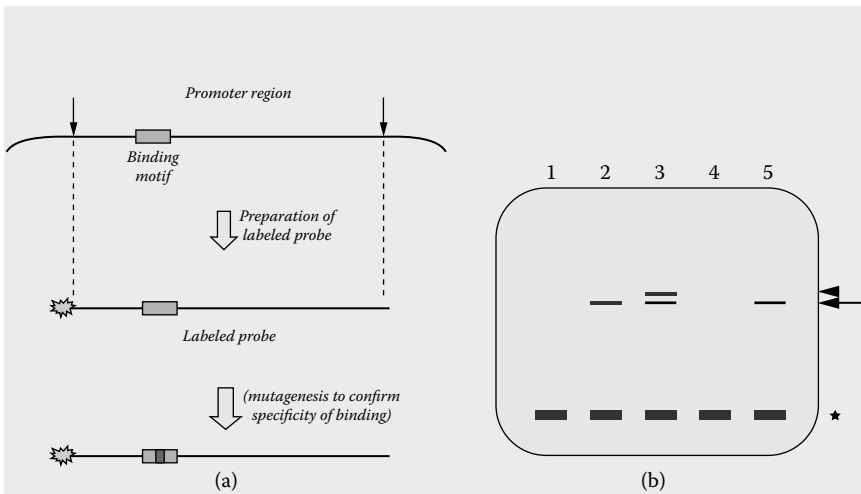 Promoter region
Binding
motif
Preparation of
labeled probe
Labeled probe
(mutagenesis to confirm
specificity of binding)
(a)
1 2 3 4 5
(b)